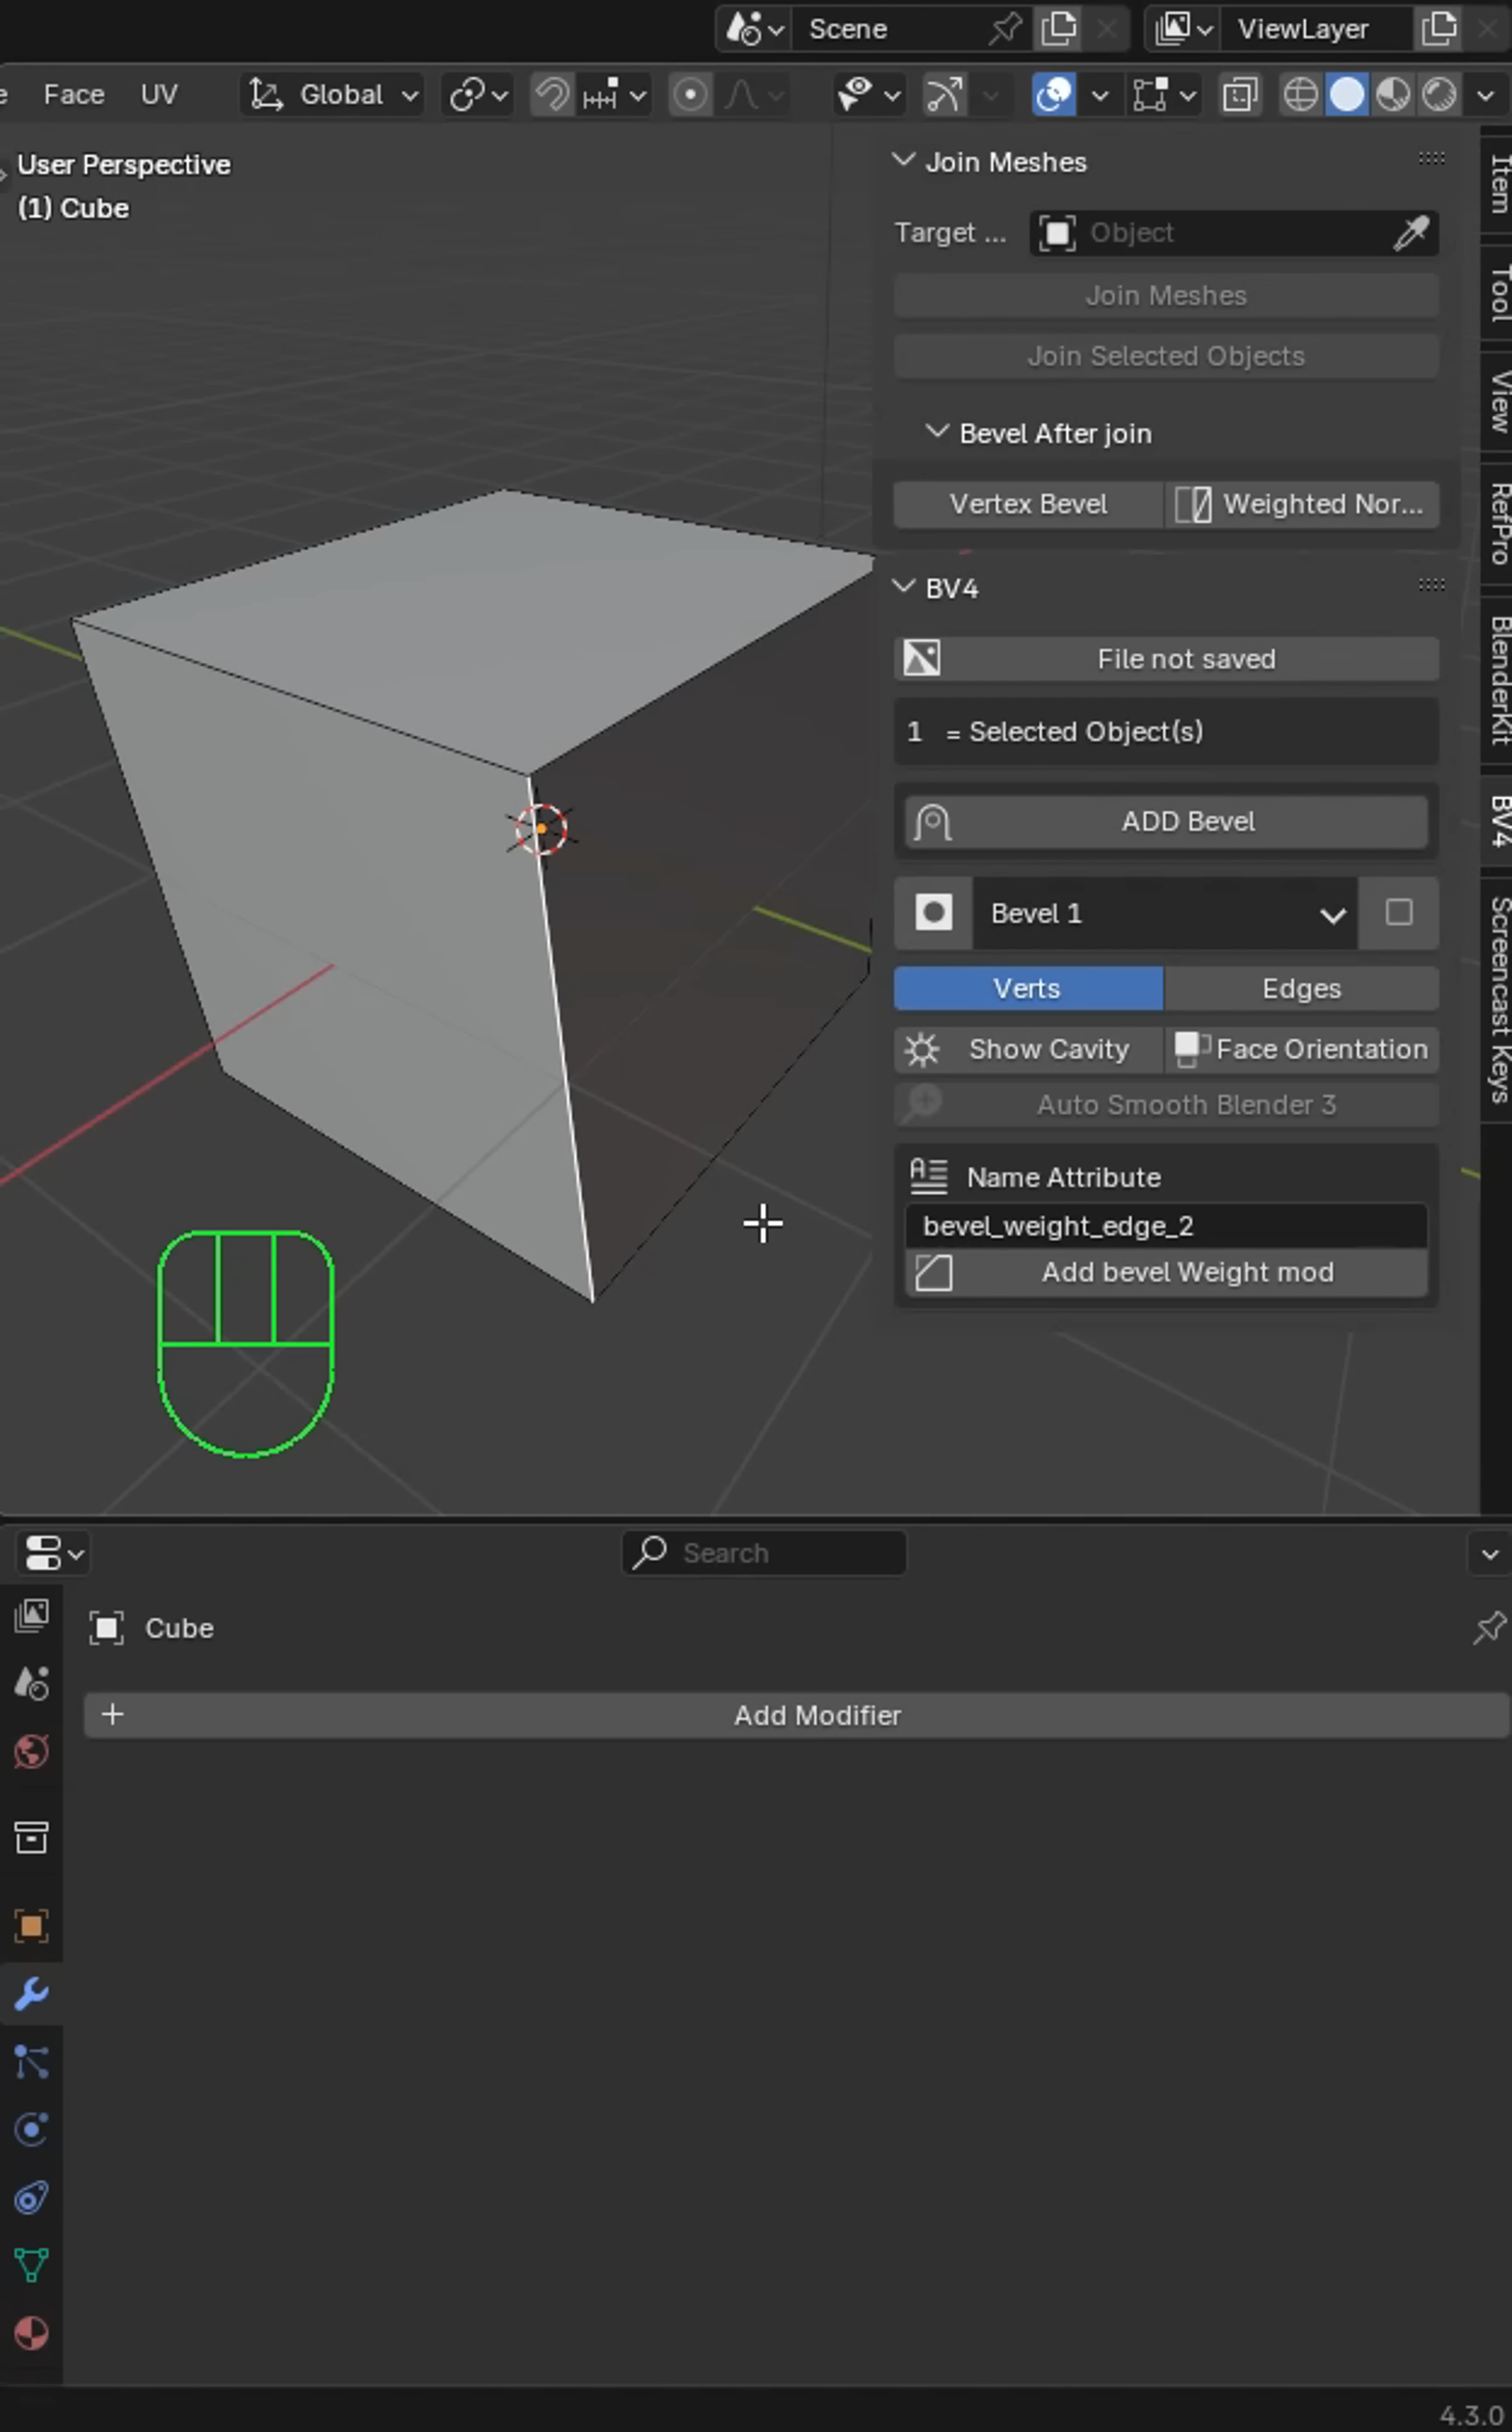 Scene
ViewLayer
Face
UV
Global
User Perspective
(1) Cube
Join Meshes
Target ...
Object
Join Meshes
Join Selected Objects
Bevel After join
Vertex Bevel
Weighted Nor...
BV4
File not saved
1 = Selected Object(s)
ADD Bevel
Bevel 1
Verts
Edges
Show Cavity
Face Orientation
Auto Smooth Blender 3
Name Attribute
bevel_weight_edge_2
Add bevel Weight mod
Item
Tool
View
RefPro
BlenderKit
BV4
Screencast Keys
Search
Cube
Add Modifier
4.3.0